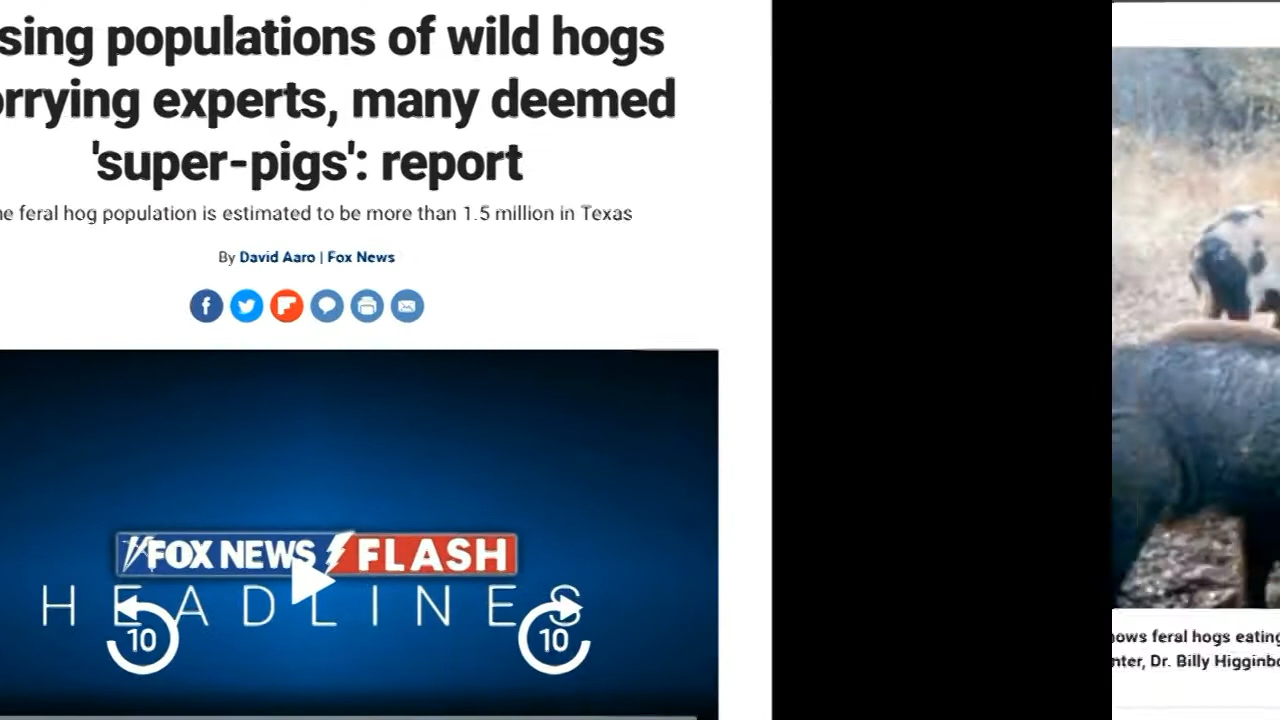 sing populations of wild hogs
rrying experts, many deemed
'super-pigs': report
feral hog population is estimated to be more than 1.5 million in Texas
By David Aaro | Fox News
FOX NEWS FLASH
HEADLINES
10 10
ows feral hogs eating
nter, Dr. Billy Higginbo